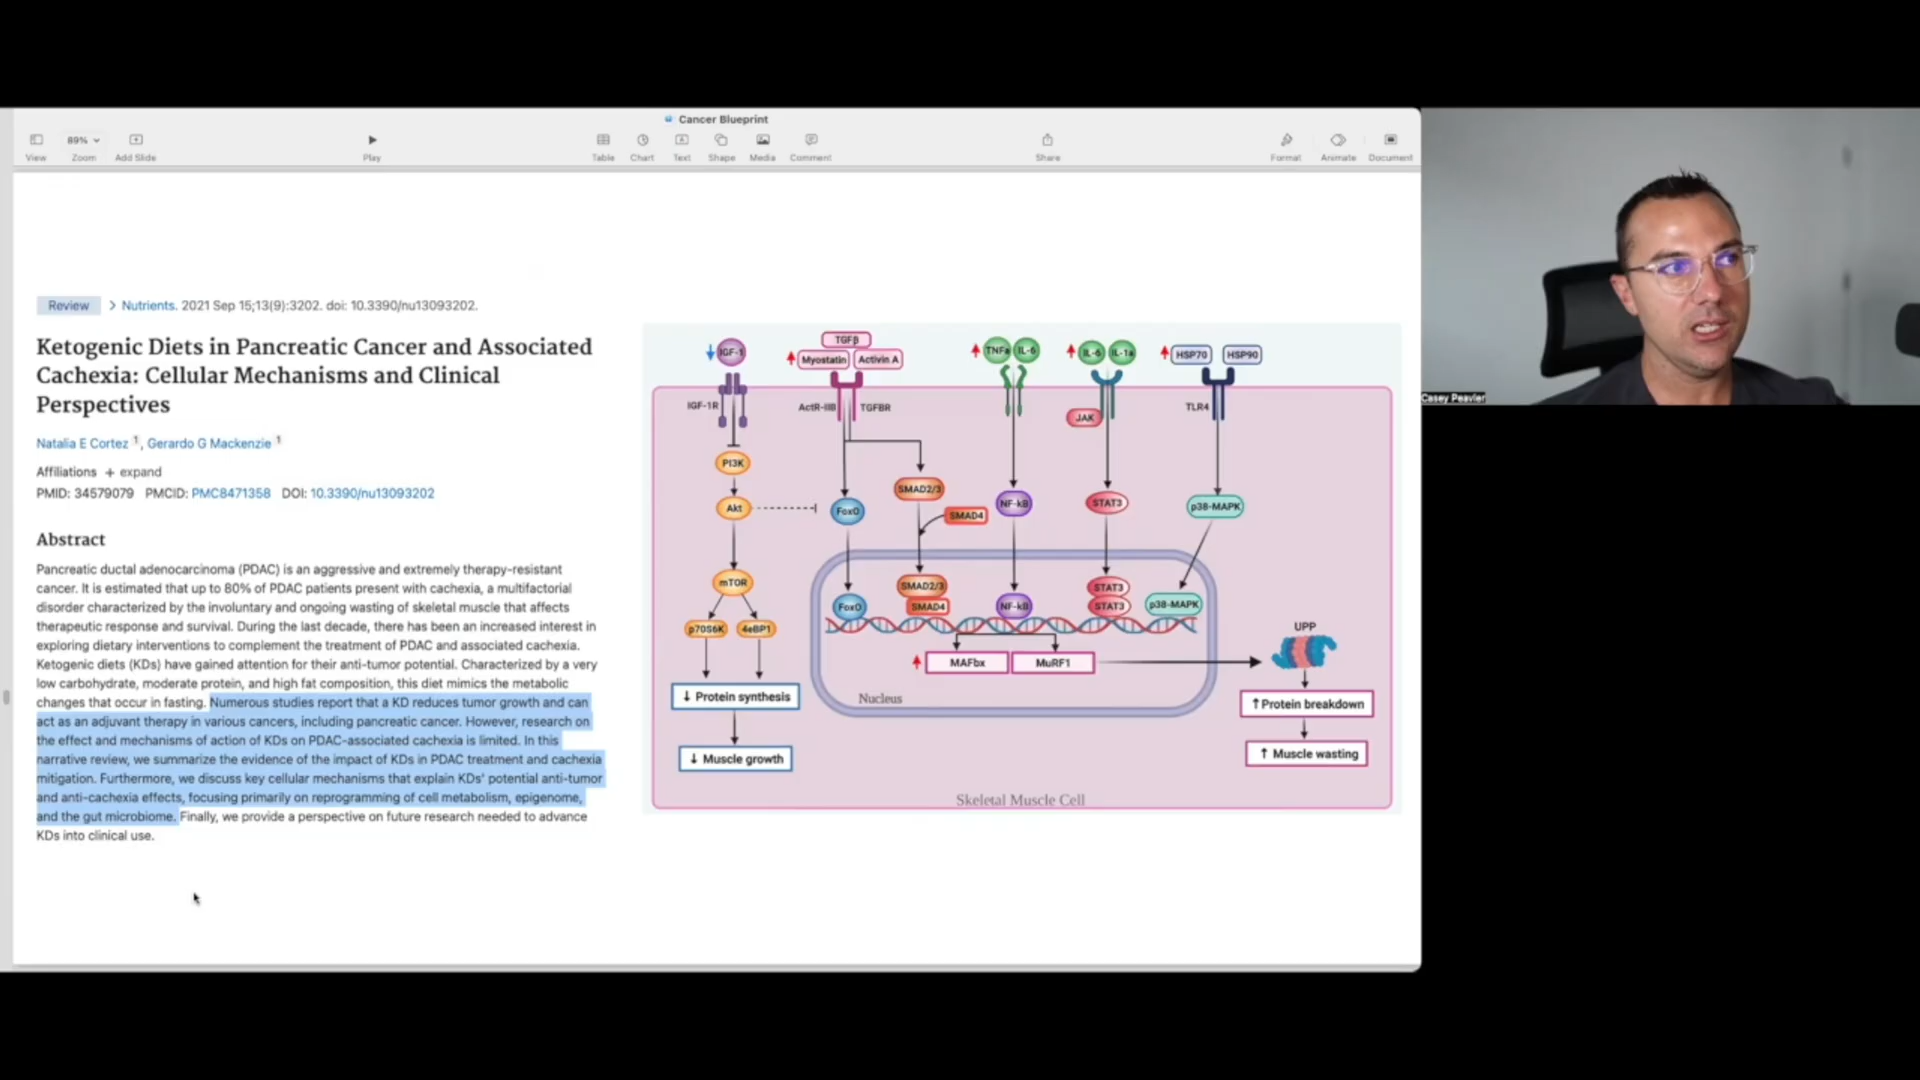 Cancer Blueprint
89%
View
Zoom
Add Slide
Play
Table
Chart
Text
Shape
Media
Comment
Share
Format
Animate
Document
Review > Nutrients. 2021 Sep 15;13(9):3202. doi: 10.3390/nu13093202.
Ketogenic Diets in Pancreatic Cancer and Associated
Cachexia: Cellular Mechanisms and Clinical
Perspectives
Natalia E Cortez 1, Gerardo G Mackenzie 1
Affiliations + expand
PMID: 34579079 PMCID: PMC8471358 DOI: 10.3390/nu13093202
Abstract
Pancreatic ductal adenocarcinoma (PDAC) is an aggressive and extremely therapy-resistant
cancer. It is estimated that up to 80% of PDAC patients present with cachexia, a multifactorial
disorder characterized by the involuntary and ongoing wasting of skeletal muscle that affects
therapeutic response and survival. During the last decade, there has been an increased interest in
exploring dietary interventions to complement the treatment of PDAC and associated cachexia.
Ketogenic diets (KDs) have gained attention for their anti-tumor potential. Characterized by a very
low carbohydrate, moderate protein, and high fat composition, this diet mimics the metabolic
changes that occur in fasting. Numerous studies report that a KD reduces tumor growth and can
act as an adjuvant therapy in various cancers, including pancreatic cancer. However, research on
the effect and mechanisms of action of KDs on PDAC-associated cachexia is limited. In this
narrative review, we summarize the evidence of the impact of KDs in PDAC treatment and cachexia
mitigation. Furthermore, we discuss key cellular mechanisms that explain KDs' potential anti-tumor
and anti-cachexia effects, focusing primarily on reprogramming of cell metabolism, epigenome,
and the gut microbiome. Finally, we provide a perspective on future research needed to advance
KDs into clinical use.
IGF-1
TGFβ
Myostatin
Activin A
TNFa
IL-6
IL-6
IL-1a
HSP70
HSP90
IGF-1R
ActR-IIB
TGFBR
JAK
TLR4
PI3K
Akt
FoxO
SMAD2/3
SMAD4
NF-kB
STAT3
p38-MAPK
mTOR
p70S6K
4eBP1
FoxO
SMAD2/3
SMAD4
NF-kB
STAT3
STAT3
p38-MAPK
MAFbx
MuRF1
Nucleus
UPP
↓ Protein synthesis
↓ Muscle growth
↑ Protein breakdown
↑ Muscle wasting
Skeletal Muscle Cell
Casey Peavler